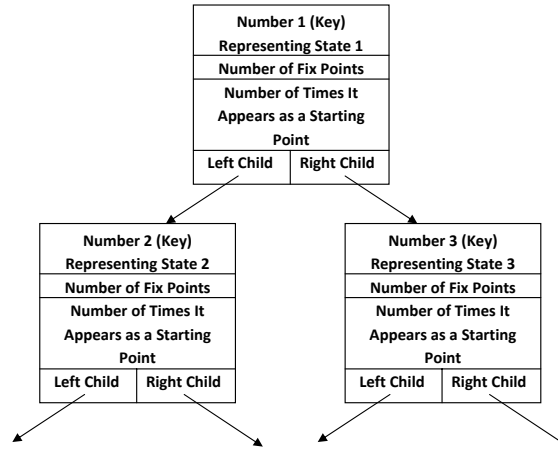 Number 1 (Key)
Representing State 1
Number of Fix Points
Number of Times It
Appears as a Starting
Point
Left Child
Right Child
Number 2 (Key)
Representing State 2
Number of Fix Points
Number of Times It
Appears as a Starting
Point
Left Child
Right Child
Number 3 (Key)
Representing State 3
Number of Fix Points
Number of Times It
Appears as a Starting
Point
Left Child
Right Child